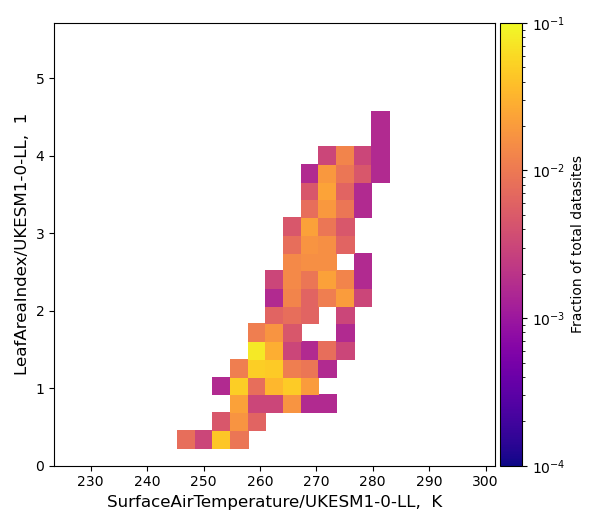 LeafAreaIndex/UKESM1-0-LL,  1
5
4
3
2
1
0
230 240 250 260 270 280 290 300
SurfaceAirTemperature/UKESM1-0-LL,  K
10⁻¹
10⁻²
10⁻³
10⁻⁴
Fraction of total datasites